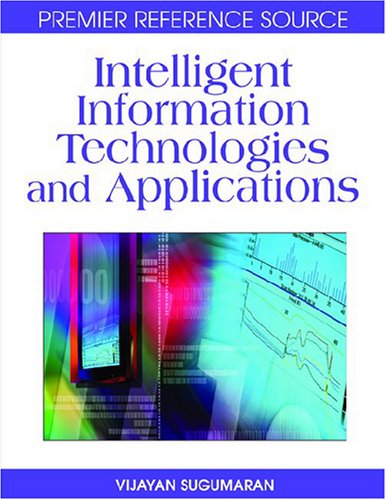 PREMIER REFERENCE SOURCE
Intelligent
Information
Technologies
and Applications
VIJAYAN SUGUMARAN